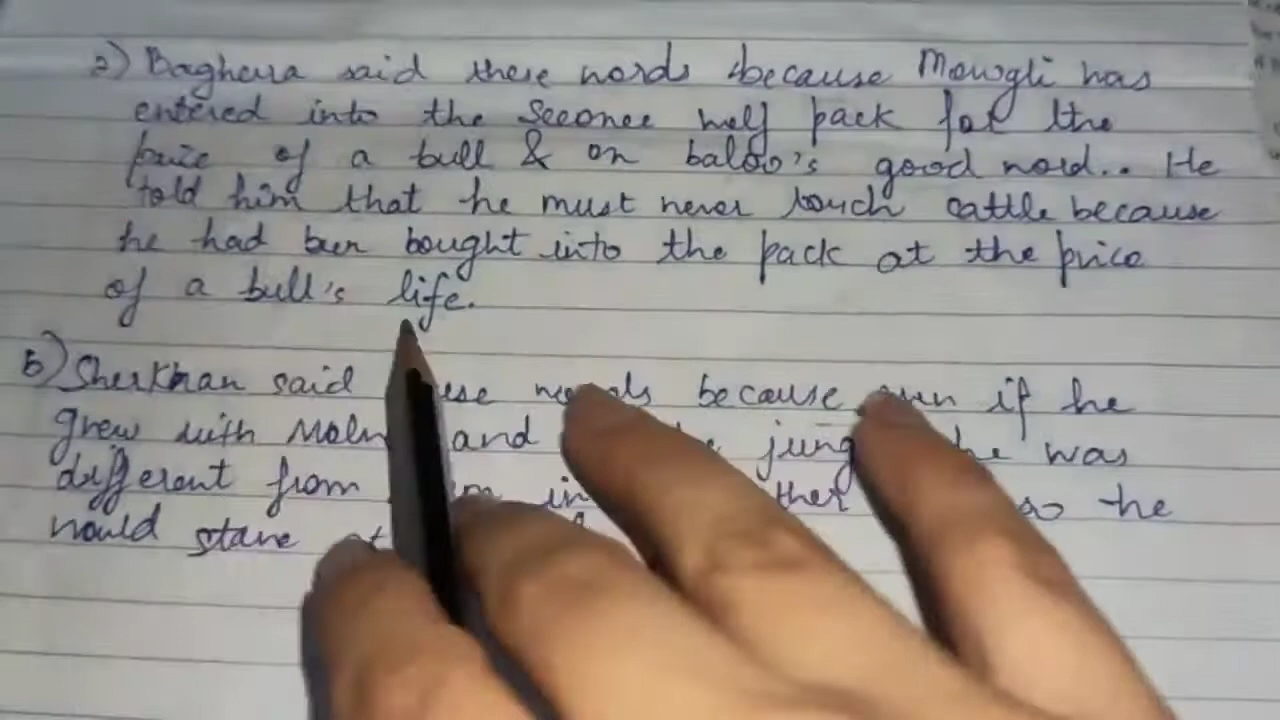 2) Baghera said these words because Mowgli has
entered into the Seeonee wolf pack for the
price of a bull & on baloo's good word.. He
told him that he must never touch cattle because
he had been bought into the pack at the price
of a bull's life.
5) Sherkhan said words because even if he
grew with and jung he was
different from in so he
would stare